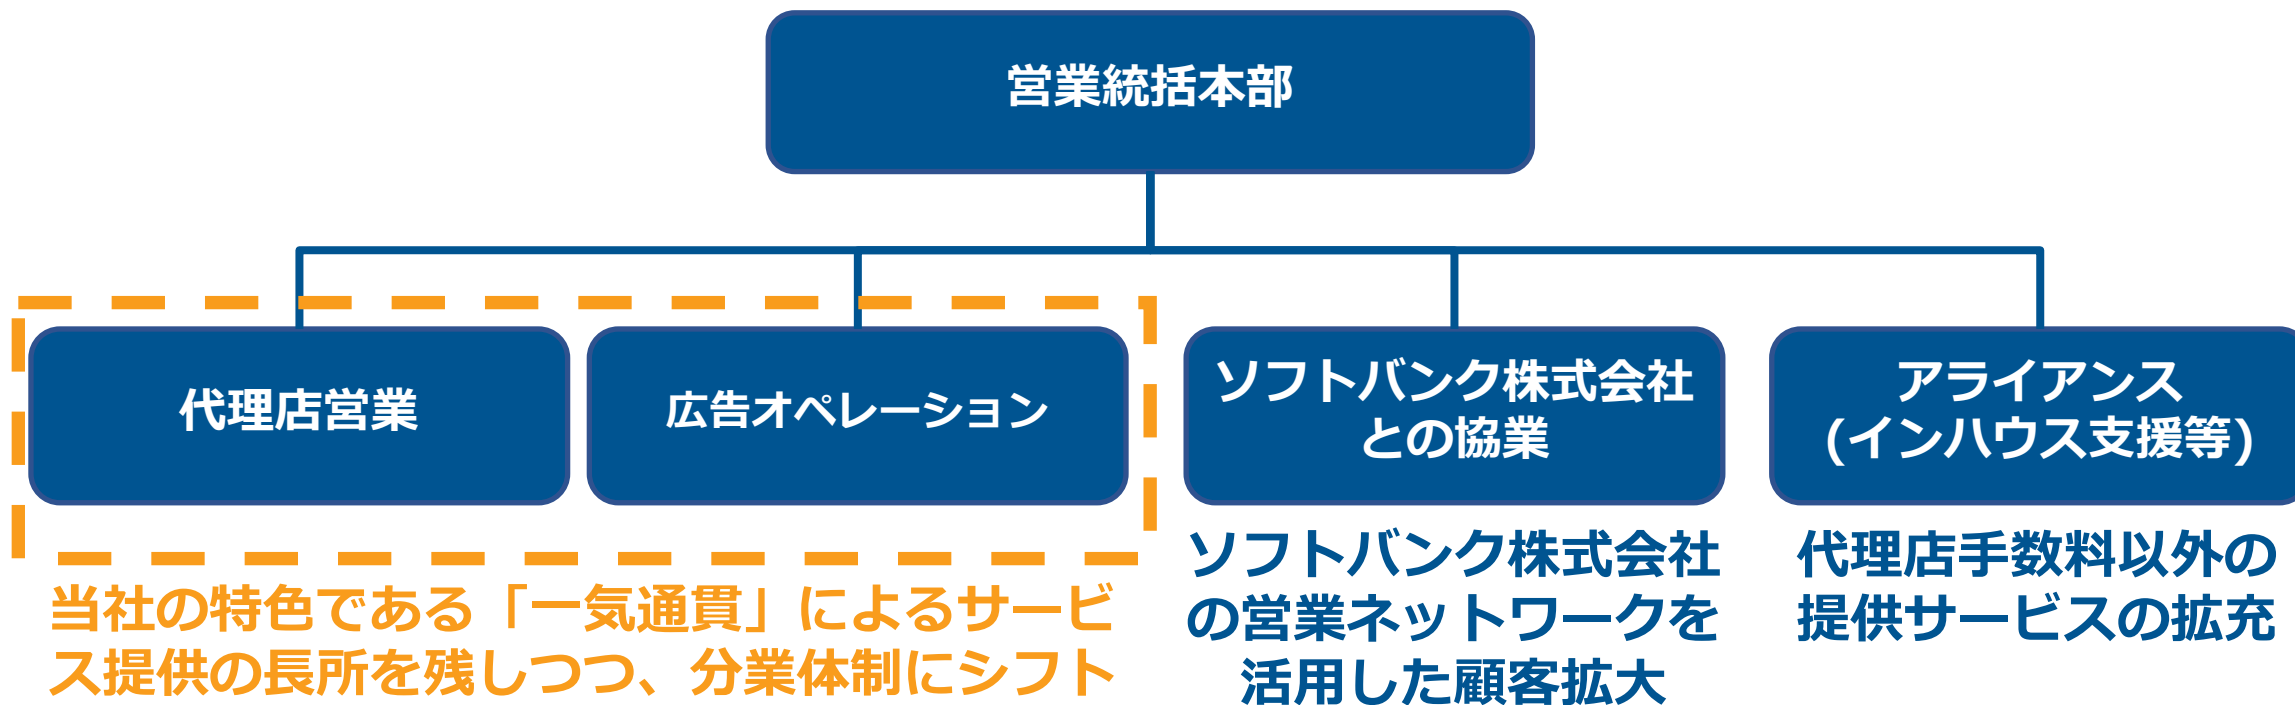 営業統括本部
代理店営業
広告オペレーション
ソフトバンク株式会社
との協業
アライアンス
(インハウス支援等)
当社の特色である「一気通貫」によるサービ
ス提供の長所を残しつつ、分業体制にシフト
ソフトバンク株式会社
の営業ネットワークを
活用した顧客拡大
代理店手数料以外の
提供サービスの拡充